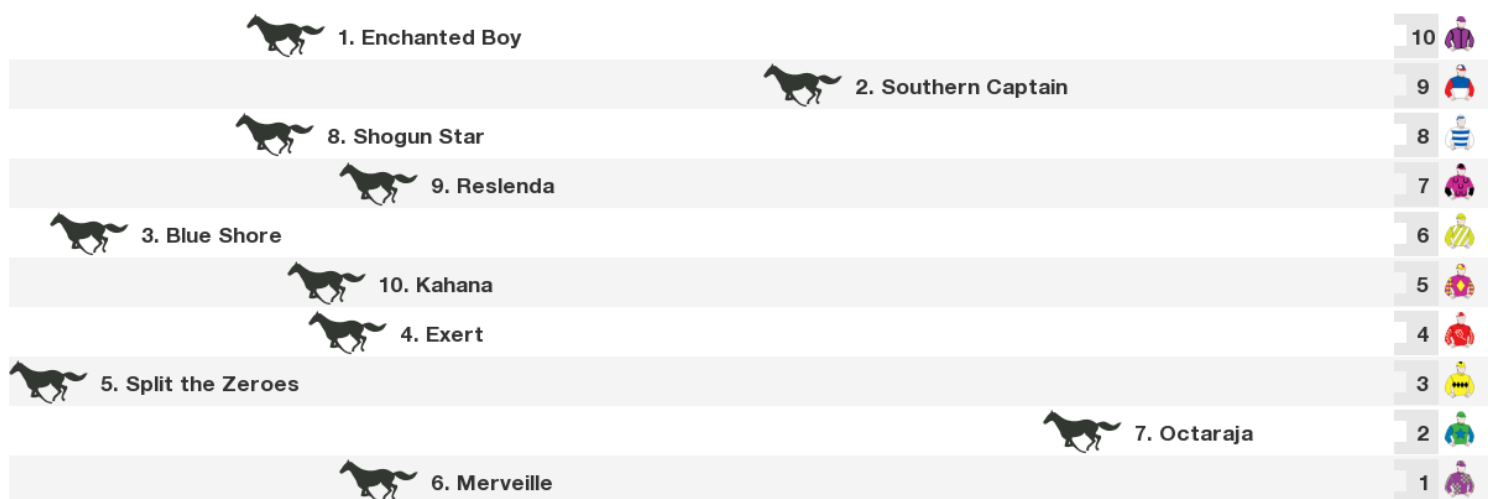 1. Enchanted Boy 10
2. Southern Captain 9
8. Shogun Star 8
9. Reslenda 7
3. Blue Shore 6
10. Kahana 5
4. Exert 4
5. Split the Zeroes 3
7. Octaraja 2
6. Merveille 1